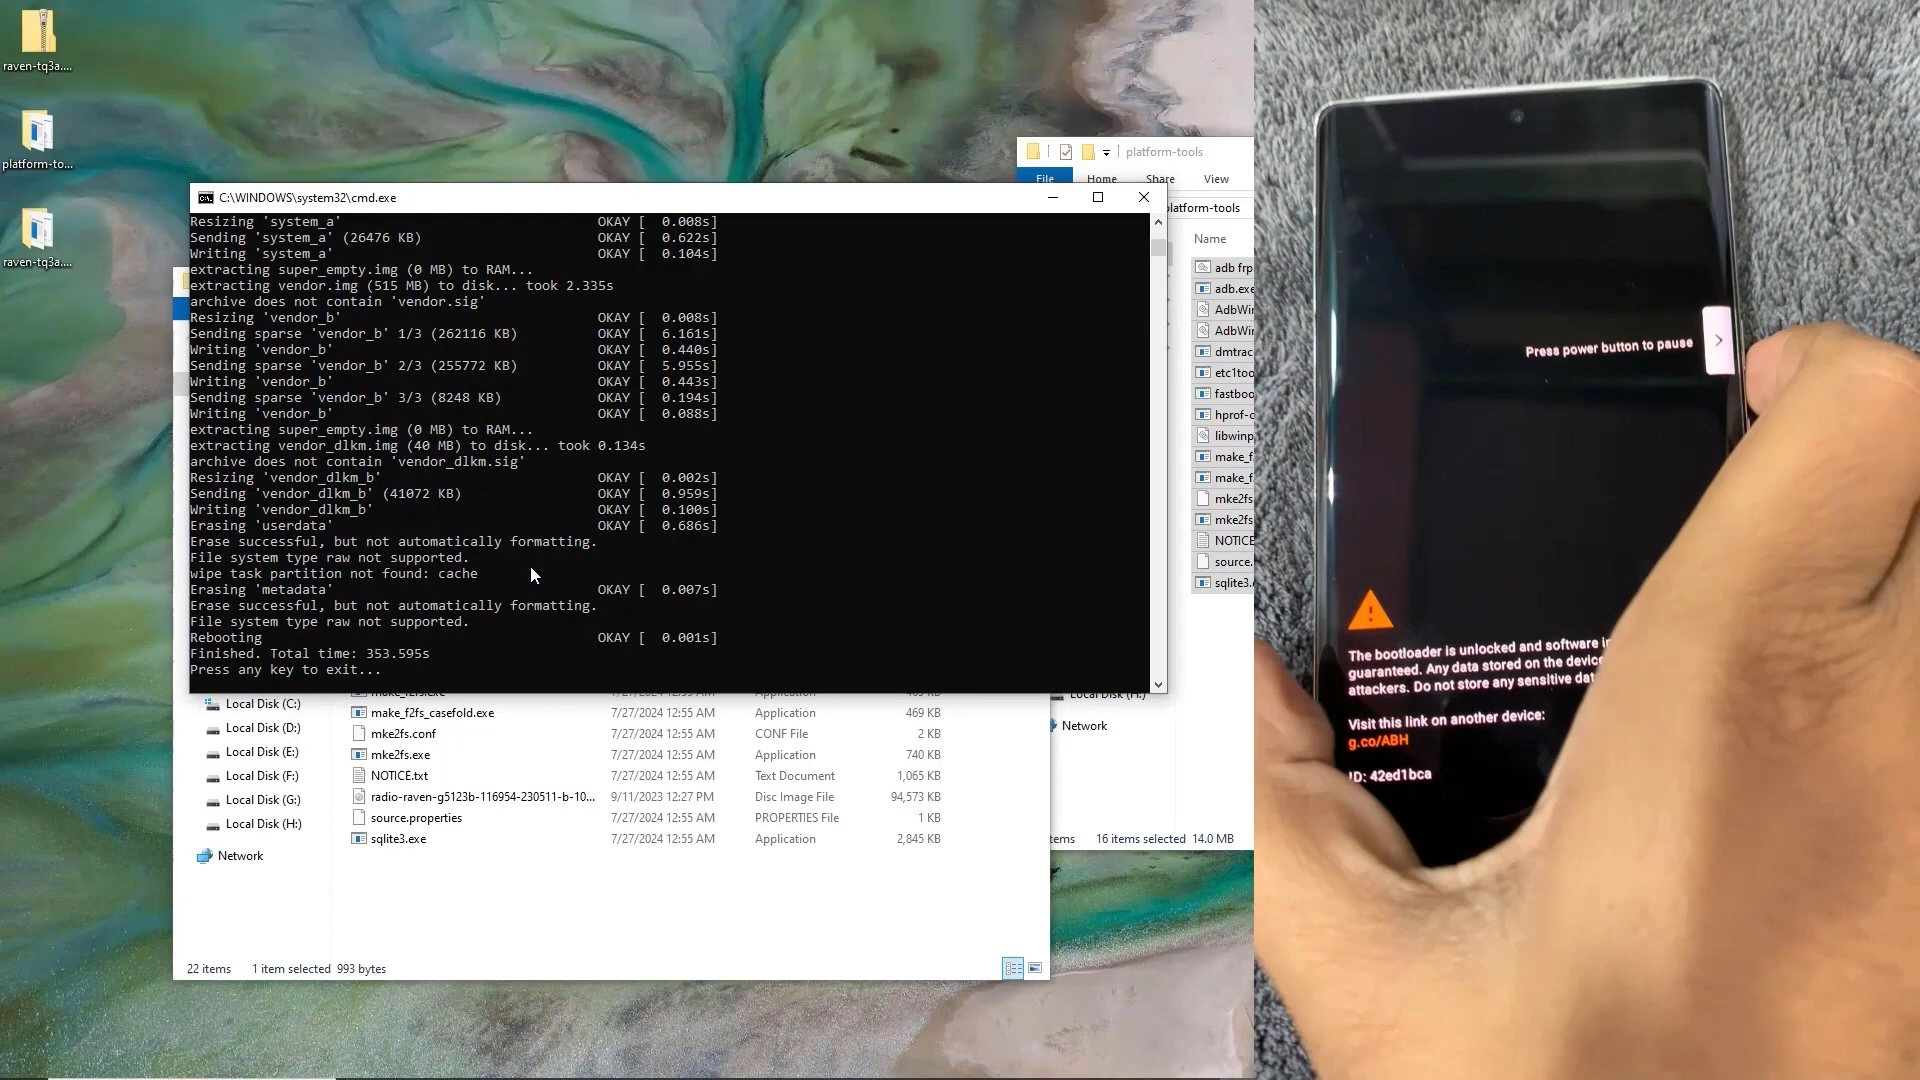 raven-tq3a....
platform-to...
raven-tq3a....
C:\WINDOWS\system32\cmd.exe
Resizing 'system_a' OKAY [ 0.008s]
Sending 'system_a' (26476 KB) OKAY [ 0.622s]
Writing 'system_a' OKAY [ 0.104s]
extracting super_empty.img (0 MB) to RAM...
extracting vendor.img (515 MB) to disk... took 2.335s
archive does not contain 'vendor.sig'
Resizing 'vendor_b' OKAY [ 0.008s]
Sending sparse 'vendor_b' 1/3 (262116 KB) OKAY [ 6.161s]
Writing 'vendor_b' OKAY [ 0.440s]
Sending sparse 'vendor_b' 2/3 (255772 KB) OKAY [ 5.955s]
Writing 'vendor_b' OKAY [ 0.443s]
Sending sparse 'vendor_b' 3/3 (8248 KB) OKAY [ 0.194s]
Writing 'vendor_b' OKAY [ 0.088s]
extracting super_empty.img (0 MB) to RAM...
extracting vendor_dlkm.img (40 MB) to disk... took 0.134s
archive does not contain 'vendor_dlkm.sig'
Resizing 'vendor_dlkm_b' OKAY [ 0.002s]
Sending 'vendor_dlkm_b' (41072 KB) OKAY [ 0.959s]
Writing 'vendor_dlkm_b' OKAY [ 0.100s]
Erasing 'userdata' OKAY [ 0.686s]
Erase successful, but not automatically formatting.
File system type raw not supported.
wipe task partition not found: cache
Erasing 'metadata' OKAY [ 0.007s]
Erase successful, but not automatically formatting.
File system type raw not supported.
Rebooting OKAY [ 0.001s]
Finished. Total time: 353.595s
Press any key to exit...
Local Disk (C:)
Local Disk (D:)
Local Disk (E:)
Local Disk (F:)
Local Disk (G:)
Local Disk (H:)
Network
make_f2fs_casefold.exe 7/27/2024 12:55 AM Application 469 KB
mke2fs.conf 7/27/2024 12:55 AM CONF File 2 KB
mke2fs.exe 7/27/2024 12:55 AM Application 740 KB
NOTICE.txt 7/27/2024 12:55 AM Text Document 1,065 KB
radio-raven-g5123b-116954-230511-b-10... 9/11/2023 12:27 PM Disc Image File 94,573 KB
source.properties 7/27/2024 12:55 AM PROPERTIES File 1 KB
sqlite3.exe 7/27/2024 12:55 AM Application 2,845 KB
22 items 1 item selected 993 bytes
platform-tools
File Home Share View
latform-tools
Name
adb frp
adb.exe
AdbWir
AdbWir
dmtrac
etc1too
fastboo
hprof-c
libwinp
make_f
make_f
mke2fs
mke2fs
NOTICE
source.
sqlite3.
Network
tems 16 items selected 14.0 MB
Press power button to pause
The bootloader is unlocked and software i
guaranteed. Any data stored on the device
attackers. Do not store any sensitive dat
Visit this link on another device:
g.co/ABH
ID: 42ed1bca